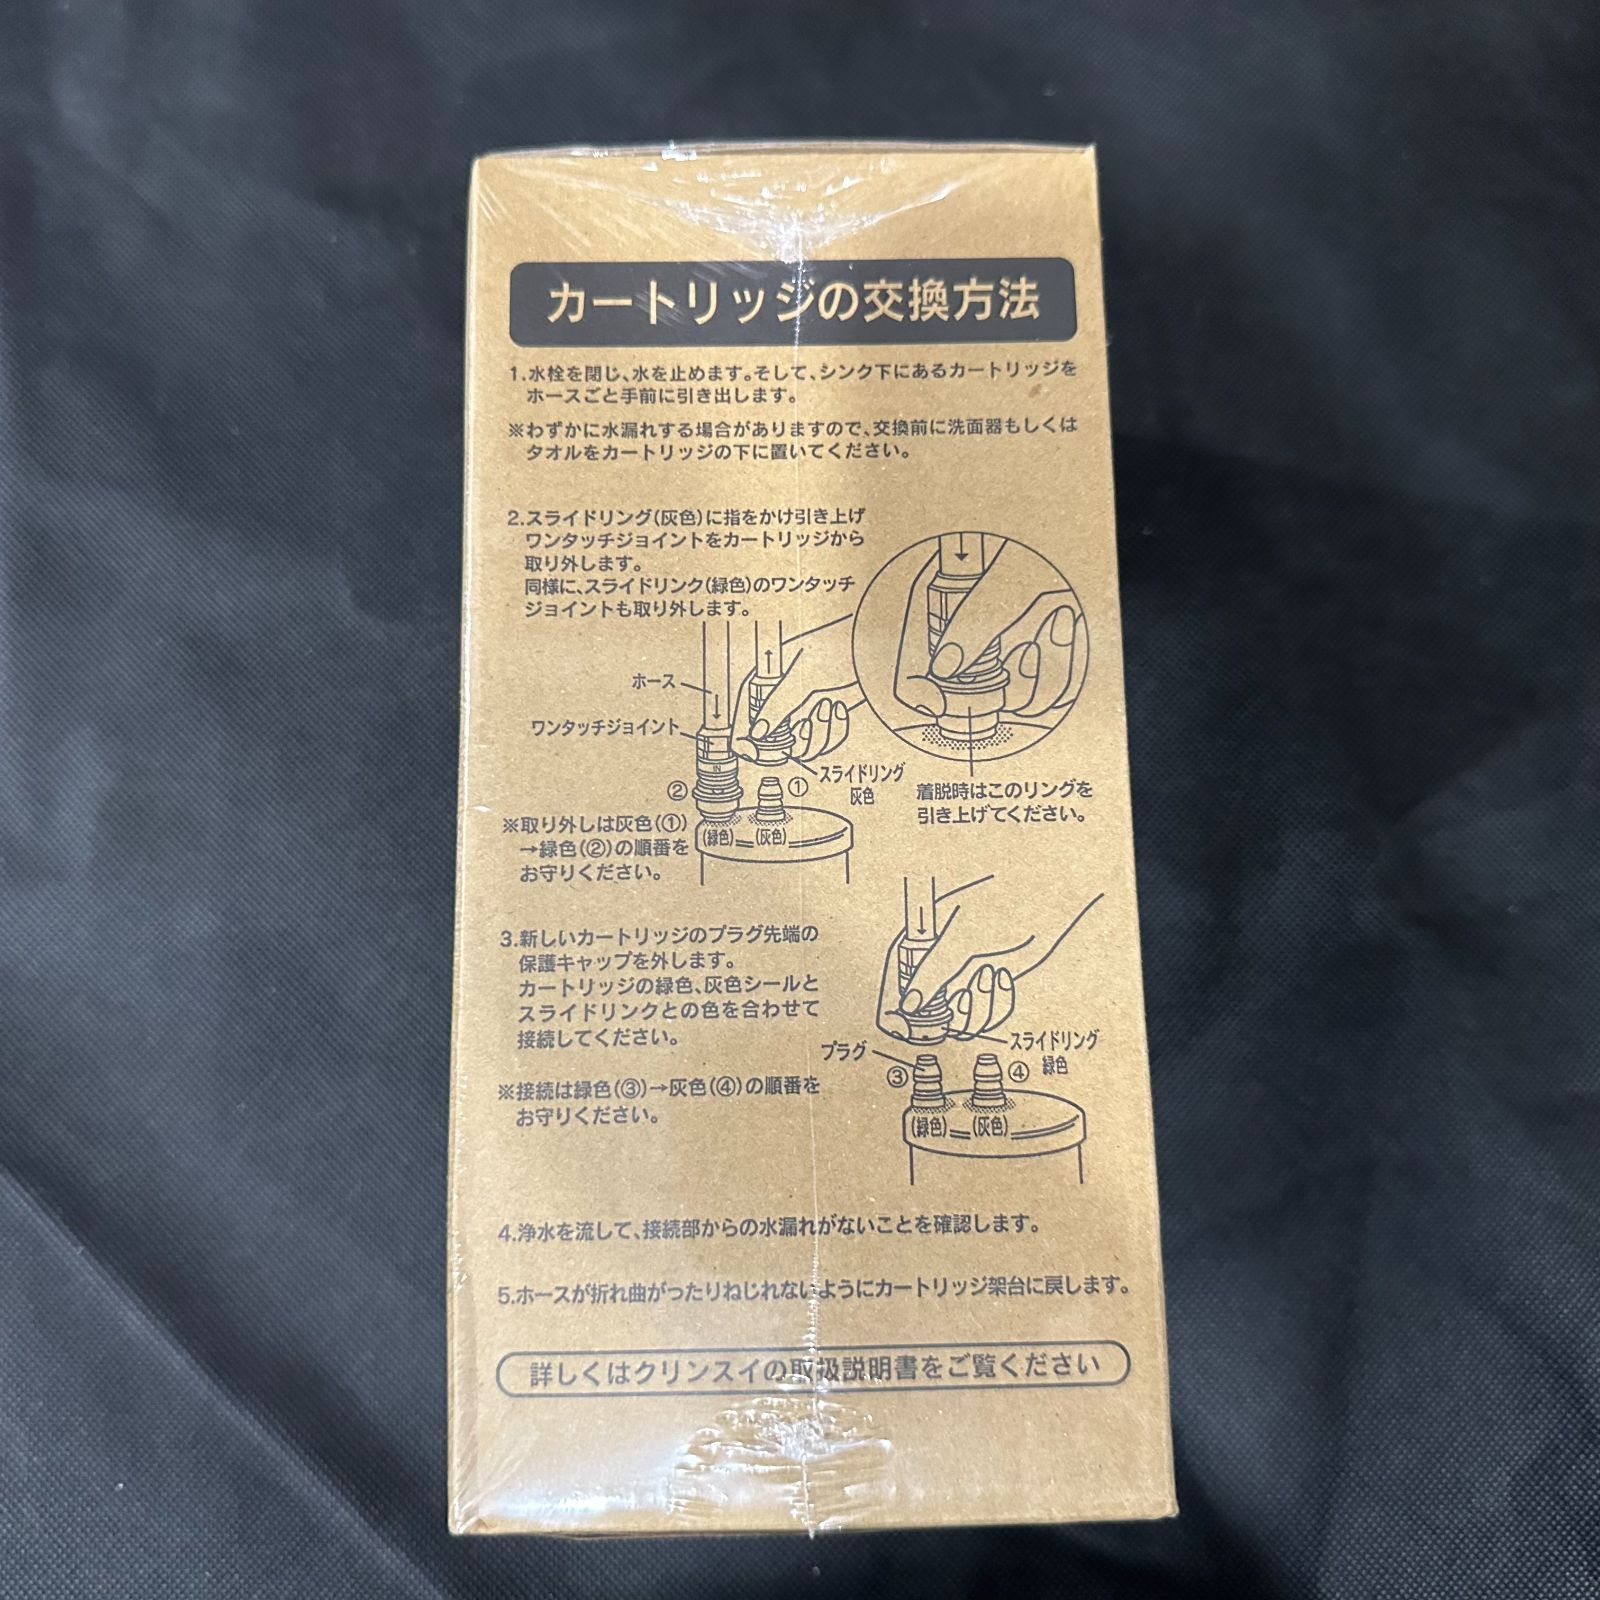 カートリッジの交換方法
1.水栓を閉じ、水を止めます。そして、シンク下にあるカートリッジを
ホースごと手前に引き出します。
※わずかに水漏れする場合がありますので、交換前に洗面器もしくは
タオルをカートリッジの下に置いてください。
2.スライドリング(灰色)に指をかけ引き上げ
ワンタッチジョイントをカートリッジから
取り外します。
同様に、スライドリンク(緑色)のワンタッチ
ジョイントも取り外します。
ホース
ワンタッチジョイント
IN
②
①
スライドリング
灰色
(緑色)
(灰色)
着脱時はこのリングを
引き上げてください。
※取り外しは灰色(①)
→緑色(②)の順番を
お守りください。
3.新しいカートリッジのプラグ先端の
保護キャップを外します。
カートリッジの緑色、灰色シールと
スライドリンクとの色を合わせて
接続してください。
※接続は緑色(③)→灰色(④)の順番を
お守りください。
プラグ
スライドリング
緑色
③
④
(緑色)
(灰色)
4.浄水を流して、接続部からの水漏れがないことを確認します。
5.ホースが折れ曲がったりねじれないようにカートリッジ架台に戻します。
詳しくはクリンスイの取扱説明書をご覧ください